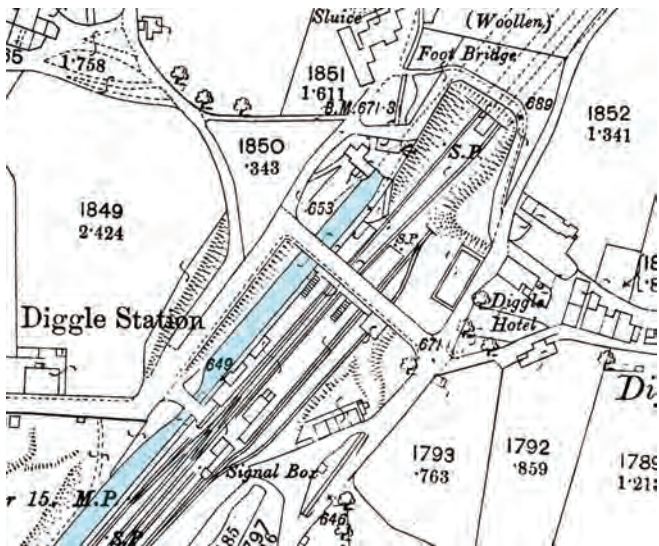 Sluice
(Woollen)
Foot Bridge
1·758
1851
1·611
B.M. 671·3
689
1852
1·341
S.P.
1850
·343
1849
2·424
653
S.P.
Diggle
Hotel
Diggle Station
671
649
1793
·763
1792
·859
1789
Signal Box
M.P.
S.P.
646